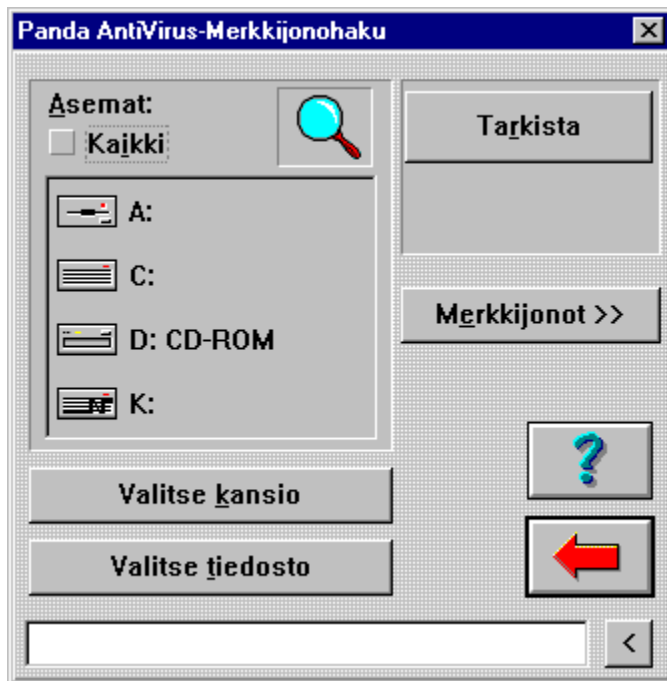 Panda AntiVirus-Merkkijonohaku
Asemat:
Kaikki
A:
C:
D: CD-ROM
K:
Tarkista
Merkkijonot >>
Valitse kansio
Valitse tiedosto
?
<